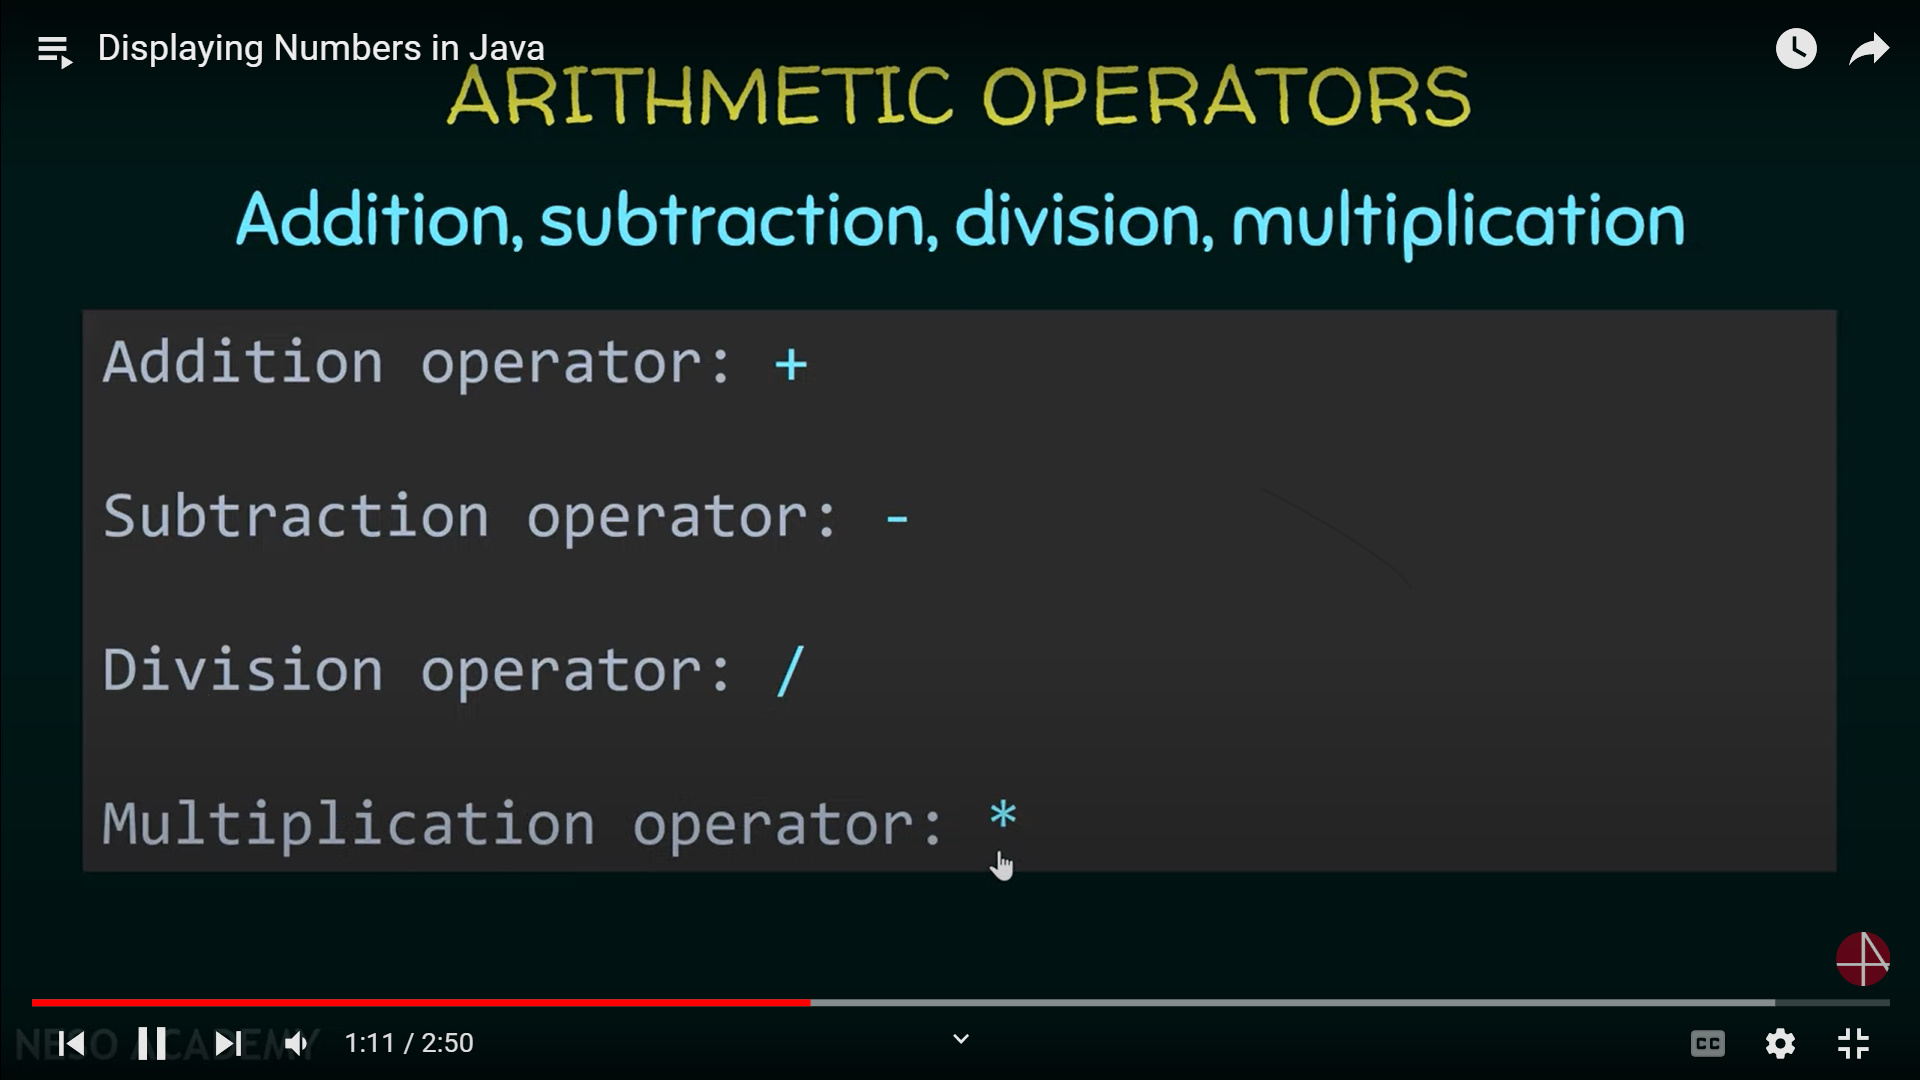 Displaying Numbers in Java
ARITHMETIC OPERATORS
Addition, subtraction, division, multiplication
Addition operator: +
Subtraction operator: -
Division operator: /
Multiplication operator: *
NESO ACADEMY
1:11 / 2:50
CC